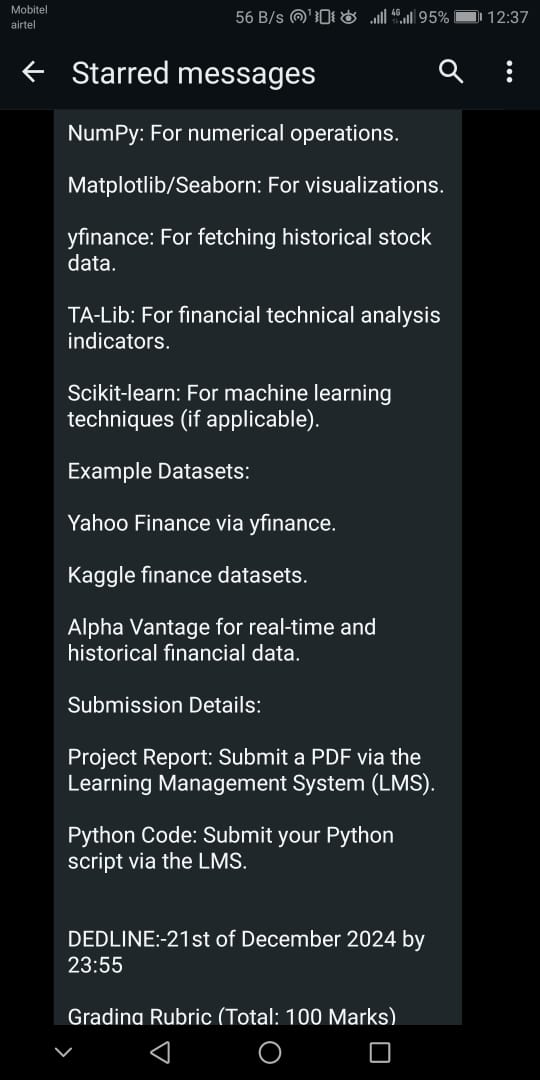 Mobitel
airtel
56 B/s
4G
95%
12:37
Starred messages
NumPy: For numerical operations.
Matplotlib/Seaborn: For visualizations.
yfinance: For fetching historical stock
data.
TA-Lib: For financial technical analysis
indicators.
Scikit-learn: For machine learning
techniques (if applicable).
Example Datasets:
Yahoo Finance via yfinance.
Kaggle finance datasets.
Alpha Vantage for real-time and
historical financial data.
Submission Details:
Project Report: Submit a PDF via the
Learning Management System (LMS).
Python Code: Submit your Python
script via the LMS.
DEDLINE:-21st of December 2024 by
23:55
Grading Rubric (Total: 100 Marks)